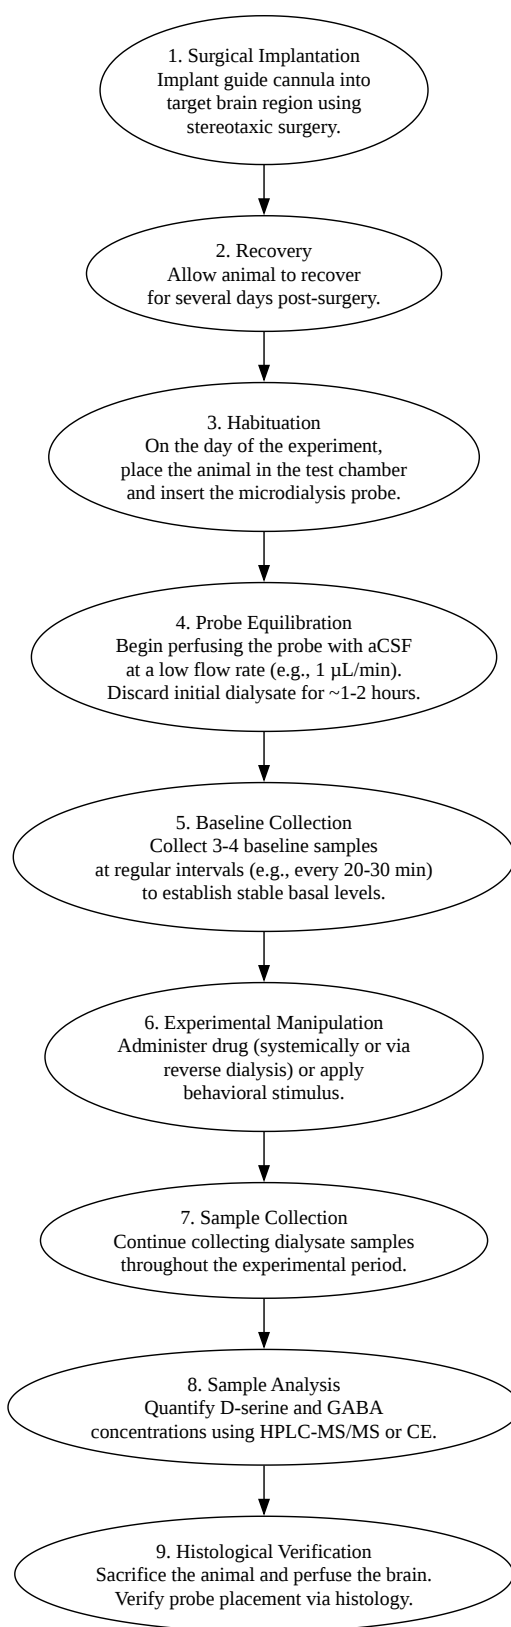 1. Surgical Implantation
Implant guide cannula into
target brain region using
stereotaxic surgery.
2. Recovery
Allow animal to recover
for several days post-surgery.
3. Habituation
On the day of the experiment,
place the animal in the test chamber
and insert the microdialysis probe.
4. Probe Equilibration
Begin perfusing the probe with aCSF
at a low flow rate (e.g., 1 µL/min).
Discard initial dialysate for ~1-2 hours.
5. Baseline Collection
Collect 3-4 baseline samples
at regular intervals (e.g., every 20-30 min)
to establish stable basal levels.
6. Experimental Manipulation
Administer drug (systemically or via
reverse dialysis) or apply
behavioral stimulus.
7. Sample Collection
Continue collecting dialysate samples
throughout the experimental period.
8. Sample Analysis
Quantify D-serine and GABA
concentrations using HPLC-MS/MS or CE.
9. Histological Verification
Sacrifice the animal and perfuse the brain.
Verify probe placement via histology.